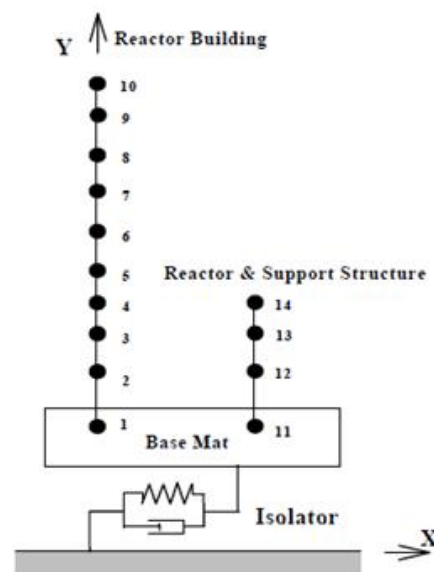 Y
Reactor Building
10
9
8
7
6
5
Reactor & Support Structure
4
14
3
13
2
12
1
Base Mat
11
Isolator
X